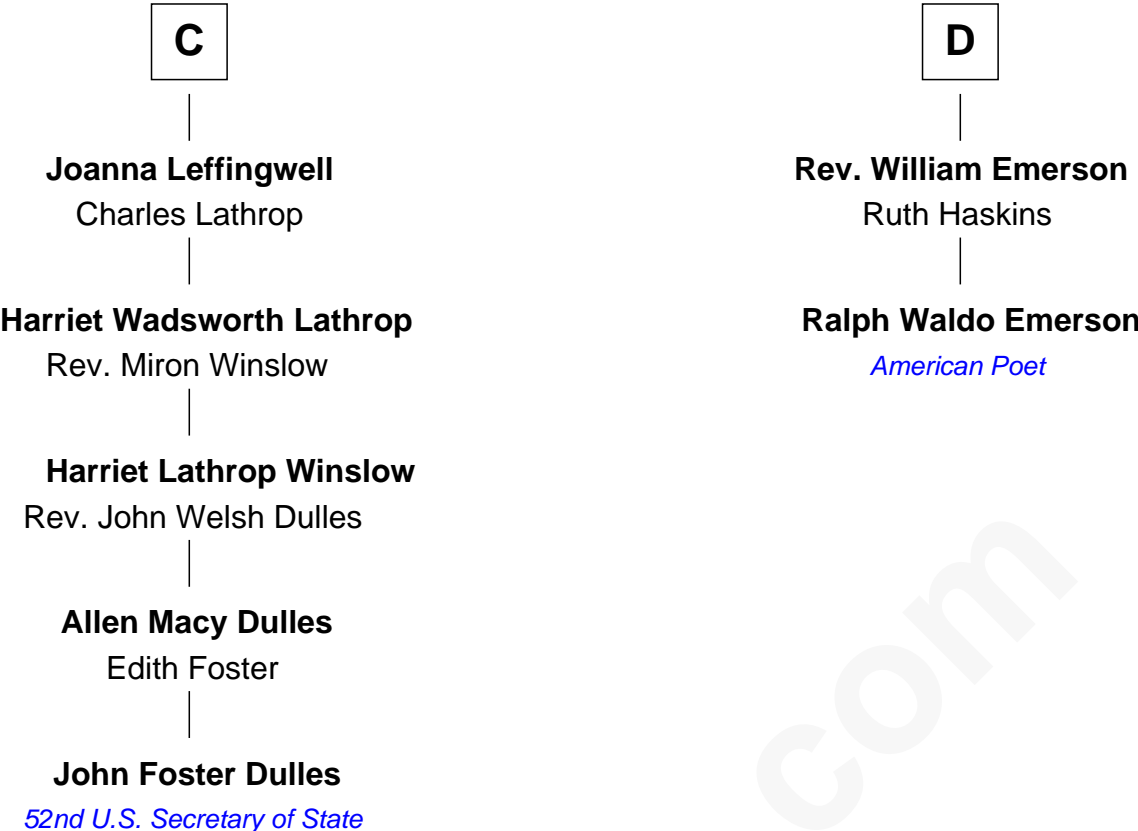 C
Joanna Leffingwell
Charles Lathrop
Harriet Wadsworth Lathrop
Rev. Miron Winslow
Harriet Lathrop Winslow
Rev. John Welsh Dulles
Allen Macy Dulles
Edith Foster
John Foster Dulles
52nd U.S. Secretary of State
D
Rev. William Emerson
Ruth Haskins
Ralph Waldo Emerson
American Poet
com